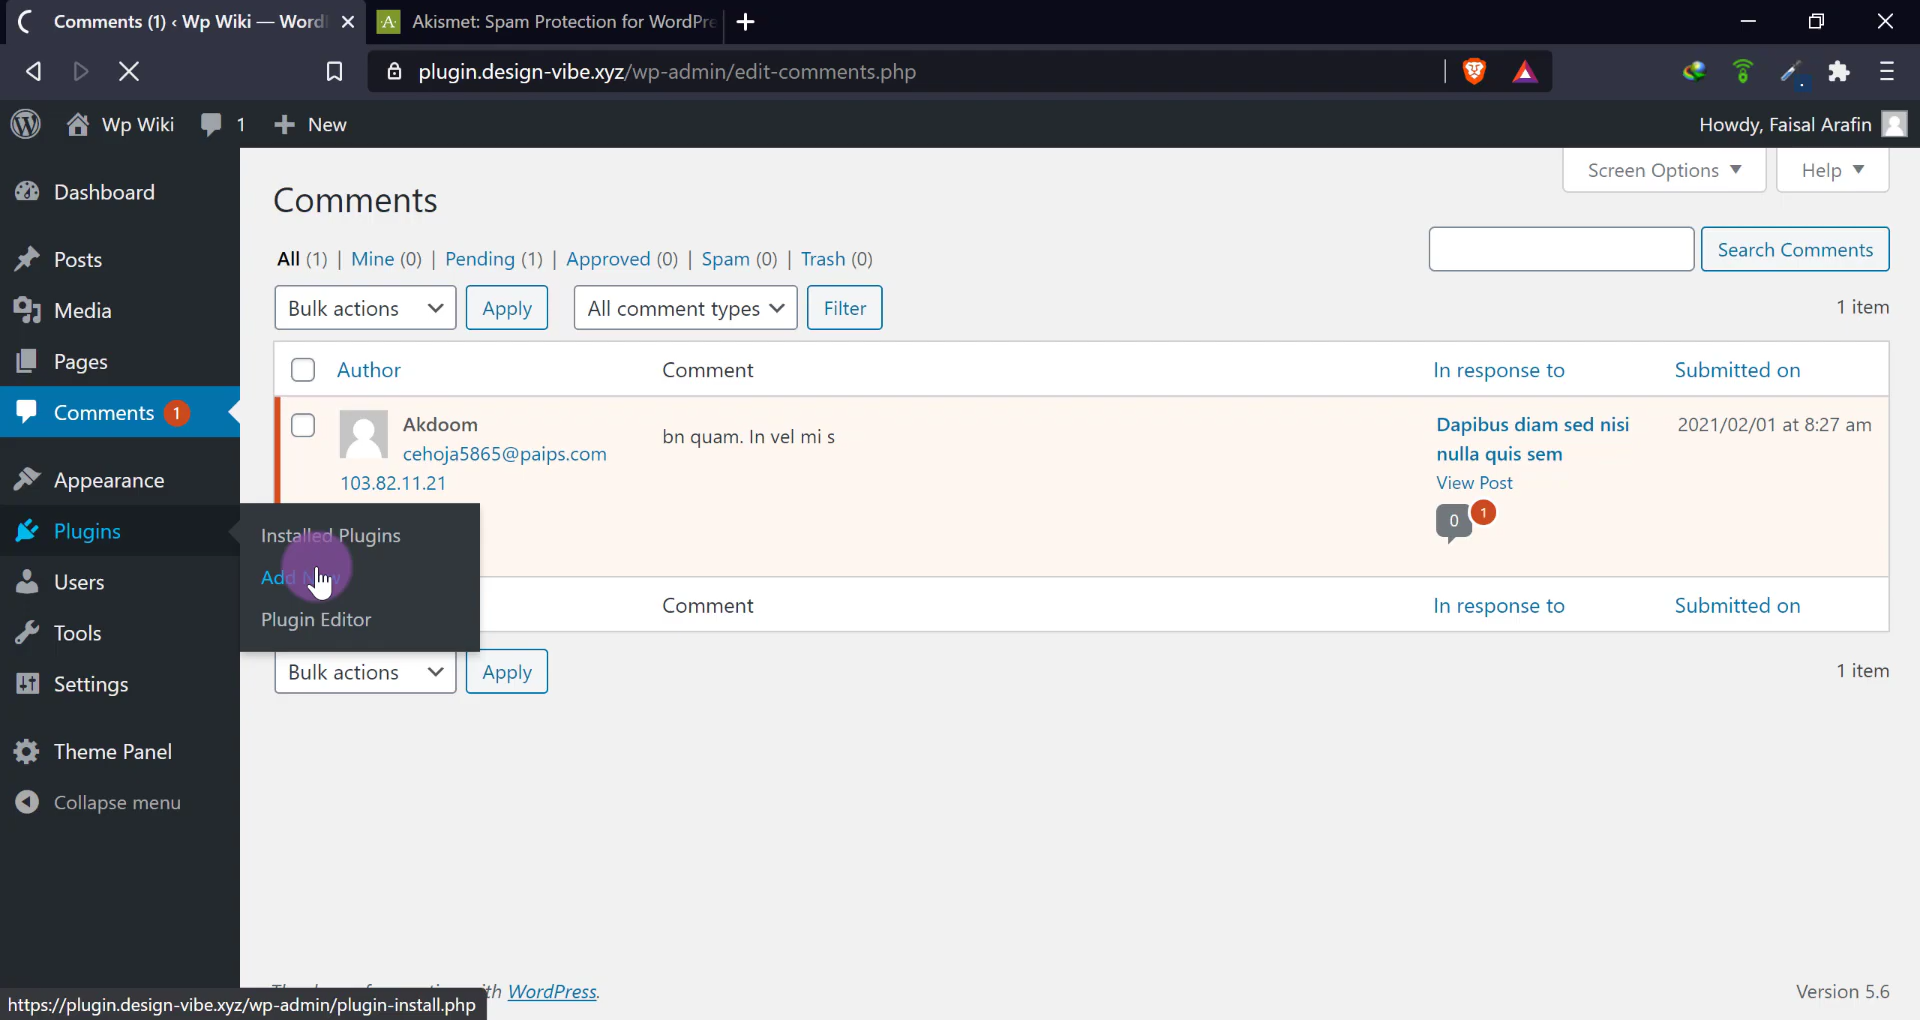 Comments (1) ‹ Wp Wiki — Word
Akismet: Spam Protection for WordPre
plugin.design-vibe.xyz/wp-admin/edit-comments.php
Wp Wiki 1 New
Howdy, Faisal Arafin
Dashboard
Posts
Media
Pages
Comments 1
Appearance
Plugins
Users
Tools
Settings
Theme Panel
Collapse menu
Installed Plugins
Add New
Plugin Editor
Screen Options
Help
Comments
All (1) | Mine (0) | Pending (1) | Approved (0) | Spam (0) | Trash (0)
Search Comments
Bulk actions Apply All comment types Filter
1 item
Author Comment In response to Submitted on
Akdoom
cehoja5865@paips.com
103.82.11.21
bn quam. In vel mi s
Dapibus diam sed nisi
nulla quis sem
View Post
0 1
2021/02/01 at 8:27 am
Comment In response to Submitted on
Bulk actions Apply
1 item
WordPress.
Version 5.6
https://plugin.design-vibe.xyz/wp-admin/plugin-install.php